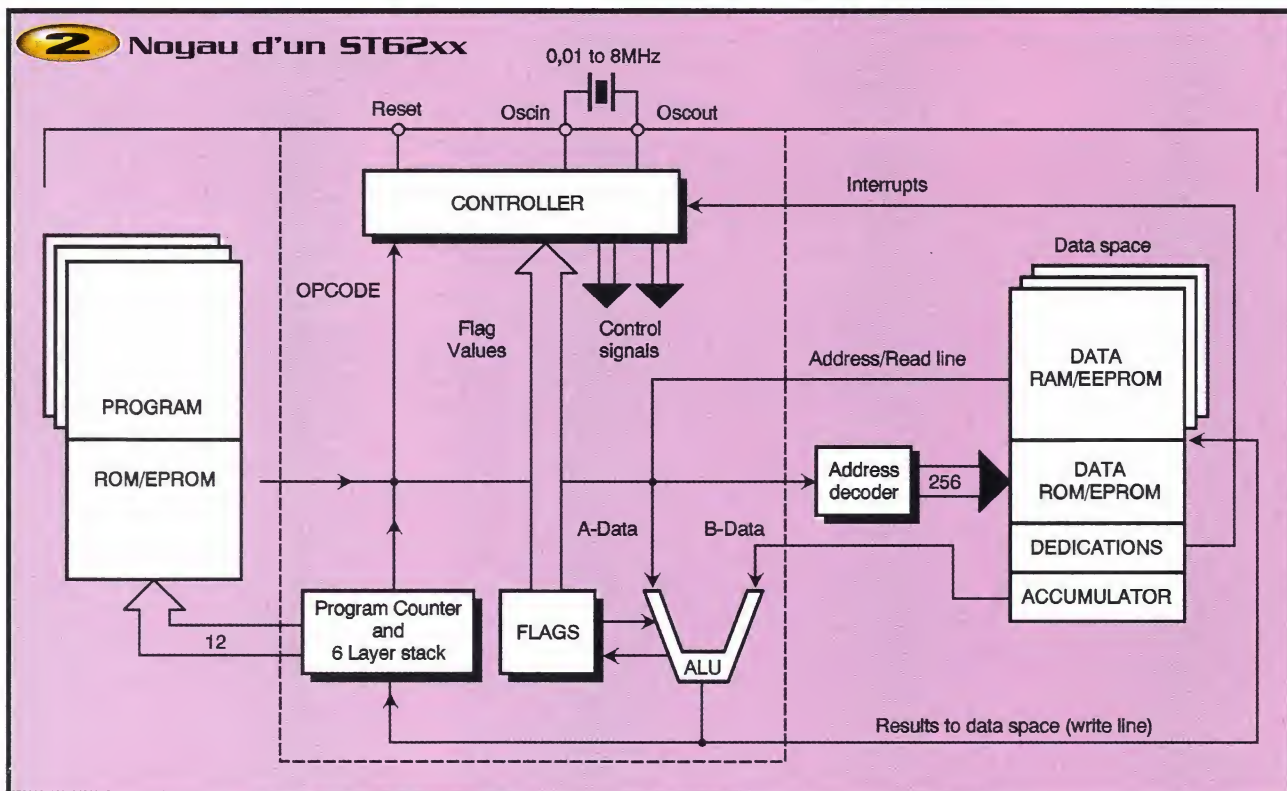 2 Noyau d'un ST62xx
0,01 to 8MHz
Reset
Oscin
Oscout
CONTROLLER
Interrupts
Data space
OPCODE
Flag
Values
Control
signals
Address/Read line
DATA
RAM/EEPROM
PROGRAM
ROM/EPROM
Address
decoder
256
DATA
ROM/EPROM
A-Data
B-Data
DEDICATIONS
ACCUMULATOR
Program Counter
and
6 Layer stack
FLAGS
12
ALU
Results to data space (write line)